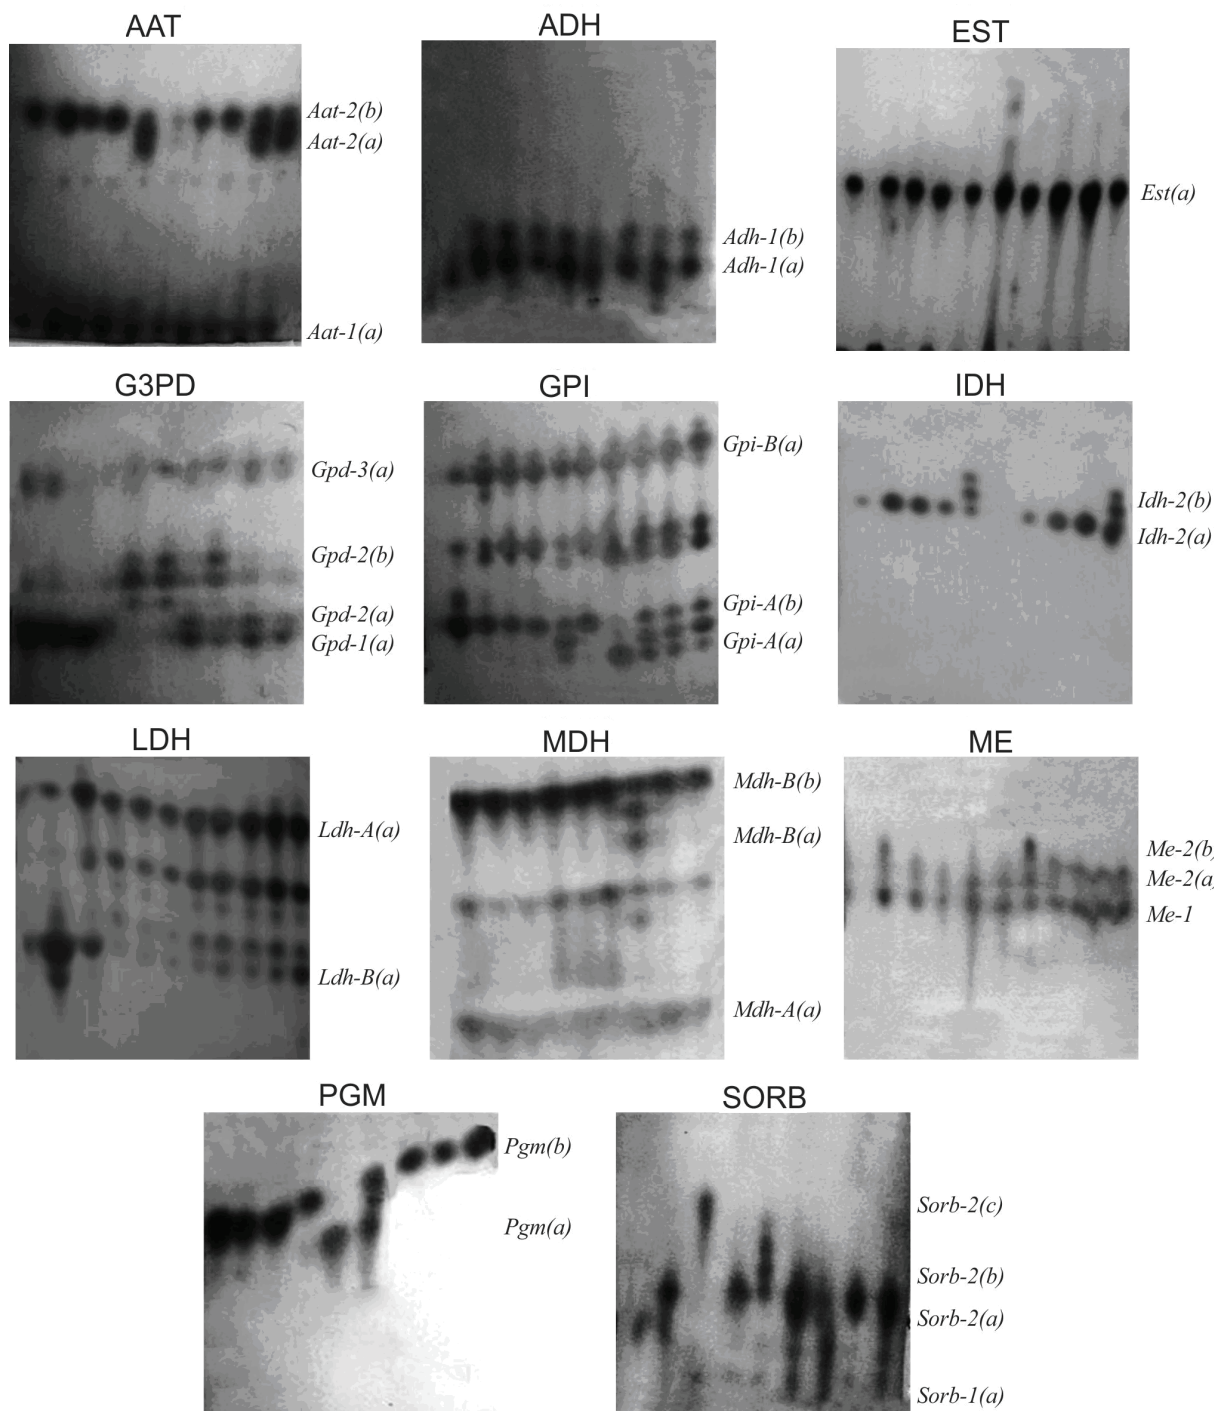 AAT
ADH
EST
Aat-2(b)
Aat-2(a)
Aat-1(a)
Adh-1(b)
Adh-1(a)
Est(a)
G3PD
GPI
IDH
Gpd-3(a)
Gpd-2(b)
Gpd-2(a)
Gpd-1(a)
Gpi-B(a)
Gpi-A(b)
Gpi-A(a)
Idh-2(b)
Idh-2(a)
LDH
MDH
ME
Ldh-A(a)
Ldh-B(a)
Mdh-B(b)
Mdh-B(a)
Mdh-A(a)
Me-2(b)
Me-2(a)
Me-1
PGM
SORB
Pgm(b)
Pgm(a)
Sorb-2(c)
Sorb-2(b)
Sorb-2(a)
Sorb-1(a)